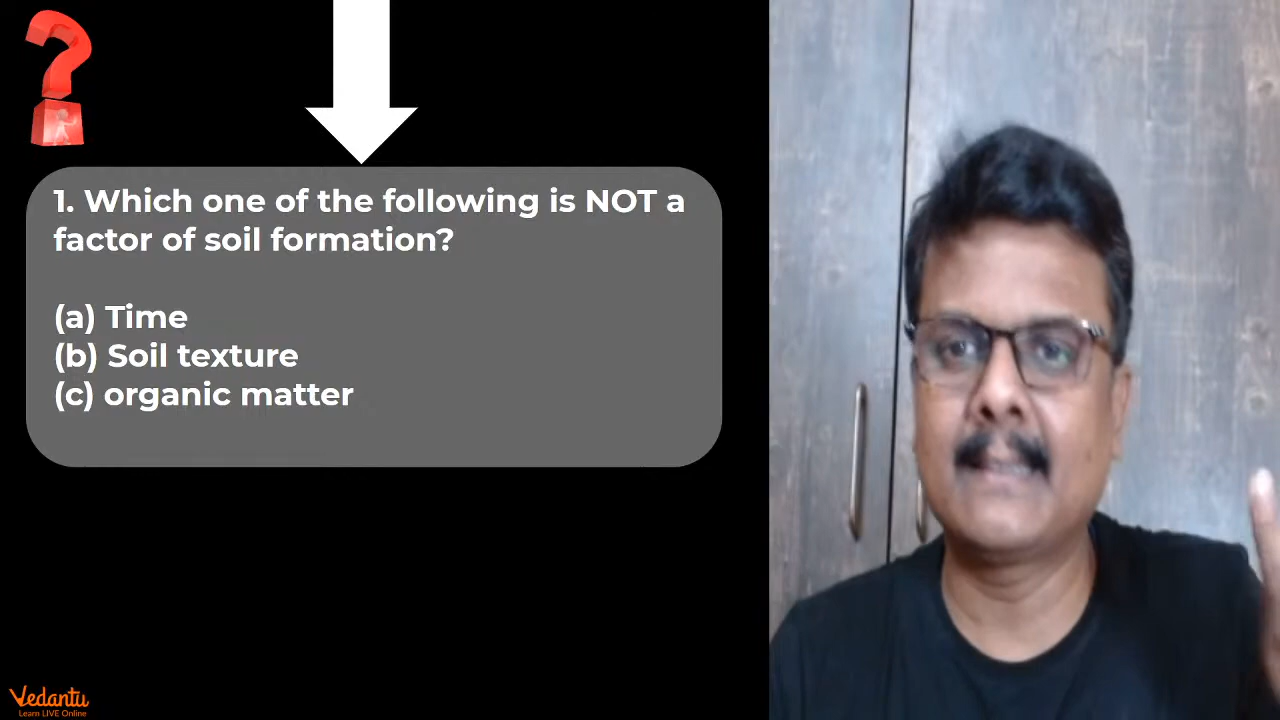 1. Which one of the following is NOT a
factor of soil formation?
(a) Time
(b) Soil texture
(c) organic matter
Vedantu
Learn LIVE Online